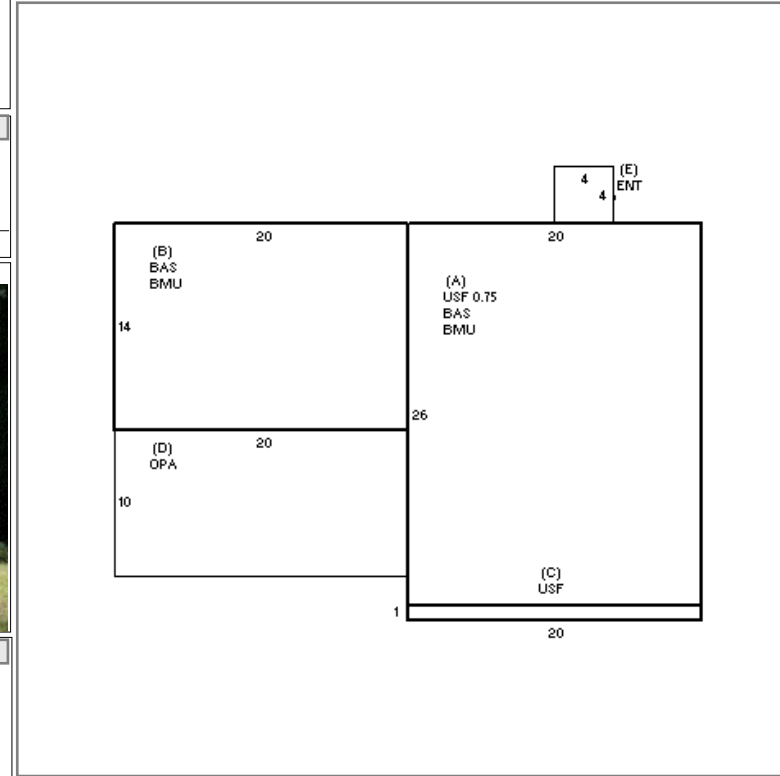 (E)
ENT
4
4
20
20
(B)
BAS
BMU
(A)
USF 0.75
BAS
BMU
14
26
20
(D)
OPA
10
(C)
USF
1
20